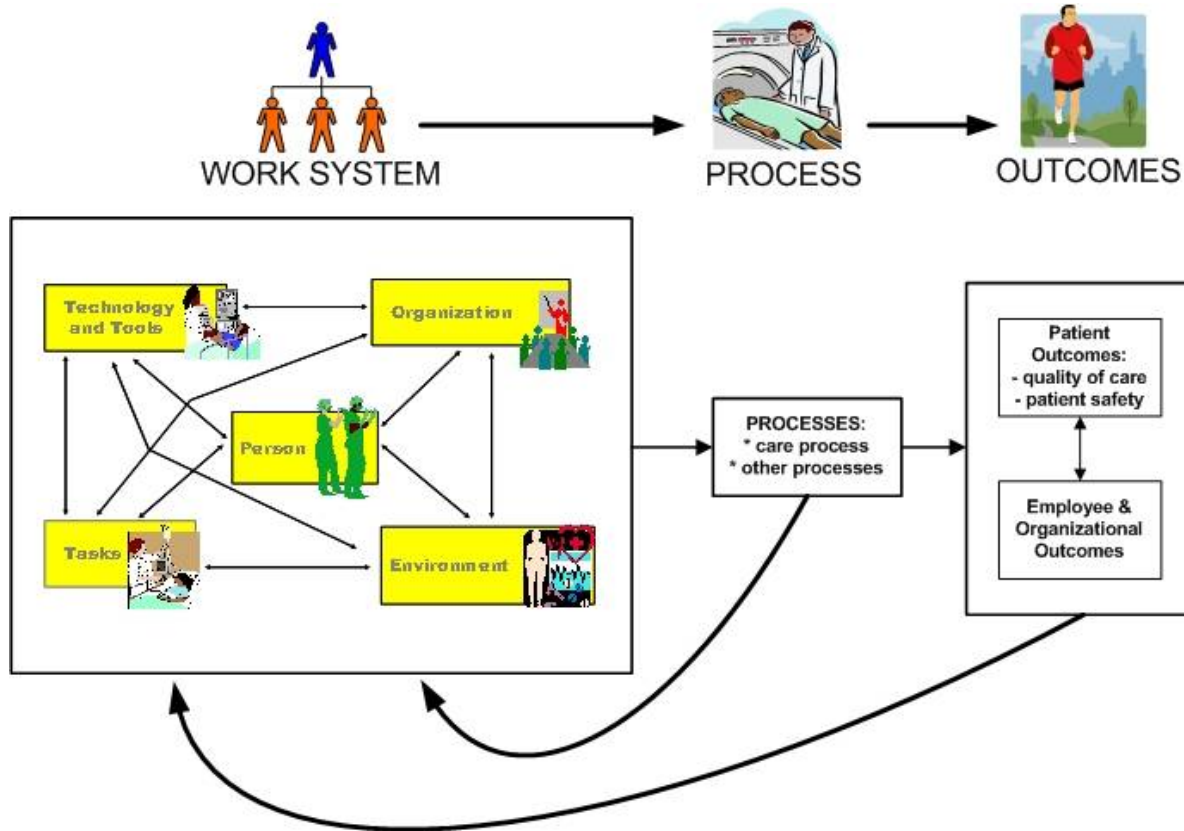 WORK SYSTEM
PROCESS
OUTCOMES
Technology
and Tools
Organization
Person
Tasks
Environment
PROCESSES:
* care process
* other processes
Patient
Outcomes:
- quality of care
- patient safety
Employee &
Organizational
Outcomes